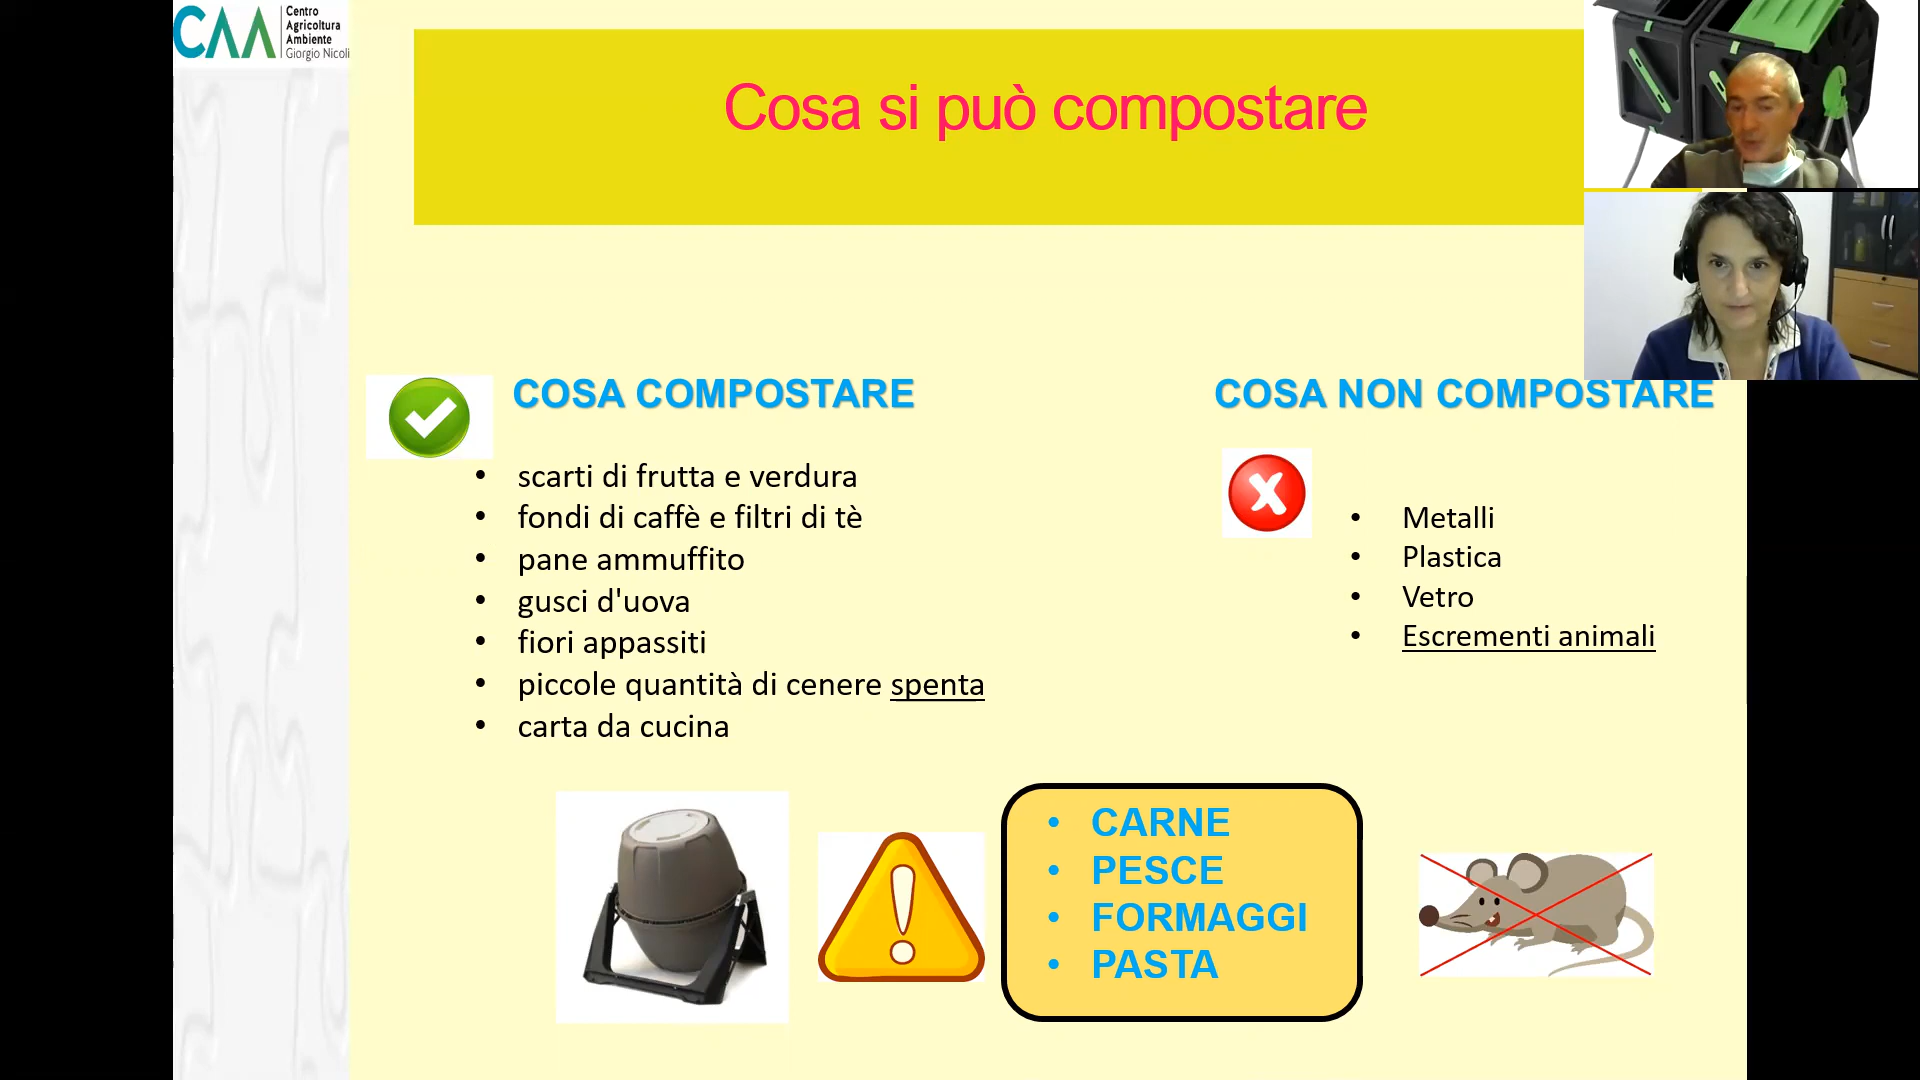 Centro
Agricoltura
Ambiente
Giorgio Nicoli
CAA
Cosa si può compostare
COSA COMPOSTARE
scarti di frutta e verdura
fondi di caffè e filtri di tè
pane ammuffito
gusci d'uova
fiori appassiti
piccole quantità di cenere spenta
carta da cucina
COSA NON COMPOSTARE
Metalli
Plastica
Vetro
Escrementi animali
CARNE
PESCE
FORMAGGI
PASTA